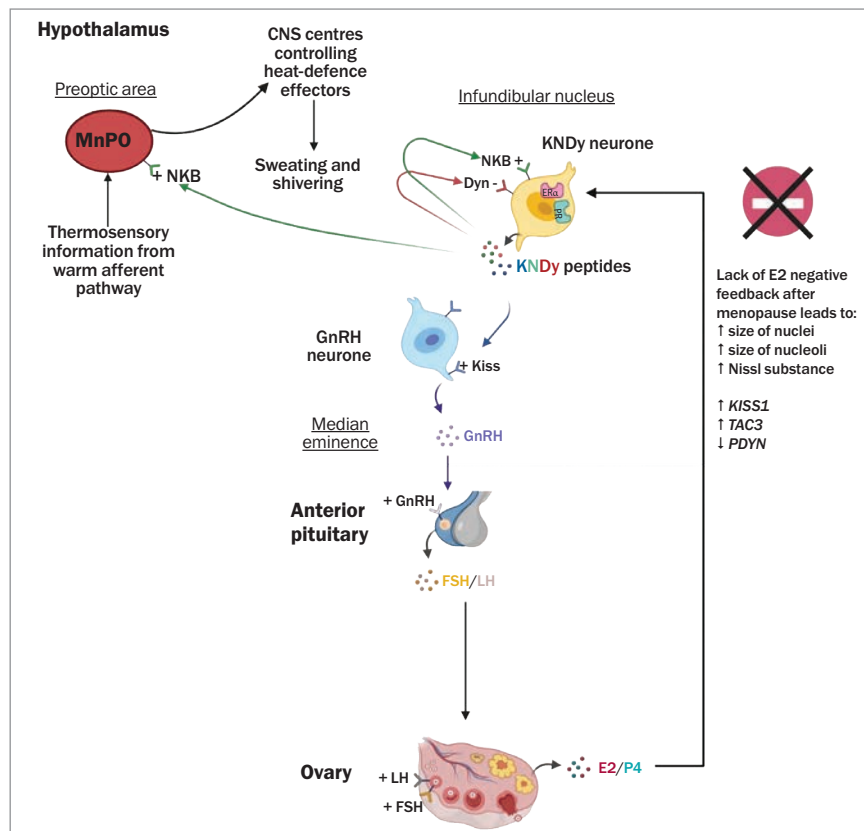 Hypothalamus
CNS centres
controlling
heat-defence
effectors
Preoptic area
MnPO
+ NKB
Sweating and
shivering
Thermosensory
information from
warm afferent
pathway
Infundibular nucleus
KNDy neurone
NKB +
Dyn -
ERα
PR
KNDy peptides
GnRH
neurone
+ Kiss
Median
eminence
GnRH
+ GnRH
Anterior
pituitary
FSH/LH
Ovary
+ LH
+ FSH
E2/P4
Lack of E2 negative
feedback after
menopause leads to:
↑ size of nuclei
↑ size of nucleoli
↑ Nissl substance
↑ KISS1
↑ TAC3
↓ PDYN